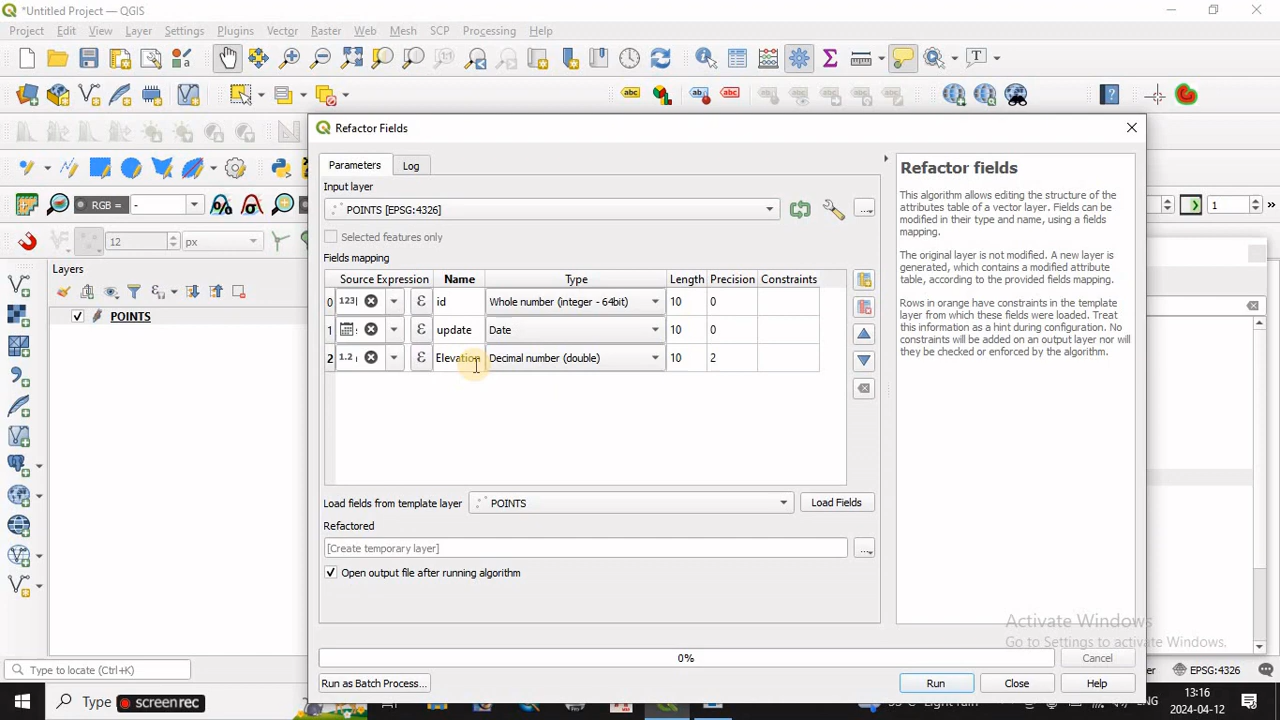 *Untitled Project — QGIS
Project Edit View Layer Settings Plugins Vector Raster Web Mesh SCP Processing Help
RGB = -
1
12 px
Layers
POINTS
Refactor Fields
Parameters Log
Input layer
POINTS [EPSG:4326]
Selected features only
Fields mapping
Source Expression Name Type Length Precision Constraints
0 123 ε id Whole number (integer - 64bit) 10 0
1 ε update Date 10 0
2 1.2 ε Elevation Decimal number (double) 10 2
Load fields from template layer POINTS Load Fields
Refactored
[Create temporary layer]
Open output file after running algorithm
0% Cancel
Run as Batch Process... Run Close Help
Refactor fields
This algorithm allows editing the structure of the
attributes table of a vector layer. Fields can be
modified in their type and name, using a fields
mapping.
The original layer is not modified. A new layer is
generated, which contains a modified attribute
table, according to the provided fields mapping.
Rows in orange have constraints in the template
layer from which these fields were loaded. Treat
this information as a hint during configuration. No
constraints will be added on an output layer nor will
they be checked or enforced by the algorithm.
Activate Windows
Go to Settings to activate Windows.
Type to locate (Ctrl+K) EPSG:4326
Type screenrec Light rain ENG 13:16
2024-04-12